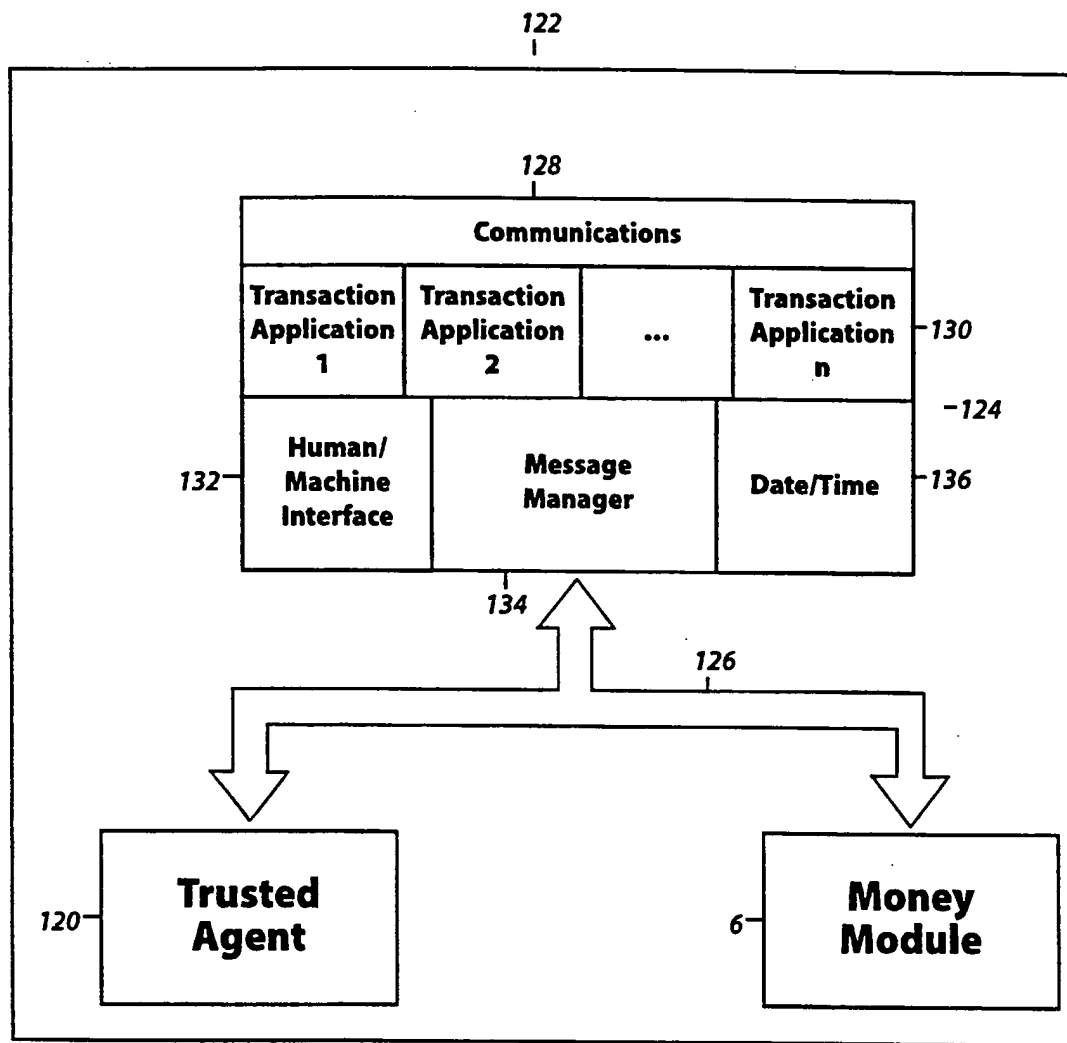 122
128
Communications
Transaction
Application
1
Transaction
Application
2
...
Transaction
Application
n
130
124
132
Human/
Machine
Interface
Message
Manager
Date/Time
136
134
126
120
Trusted
Agent
6
Money
Module